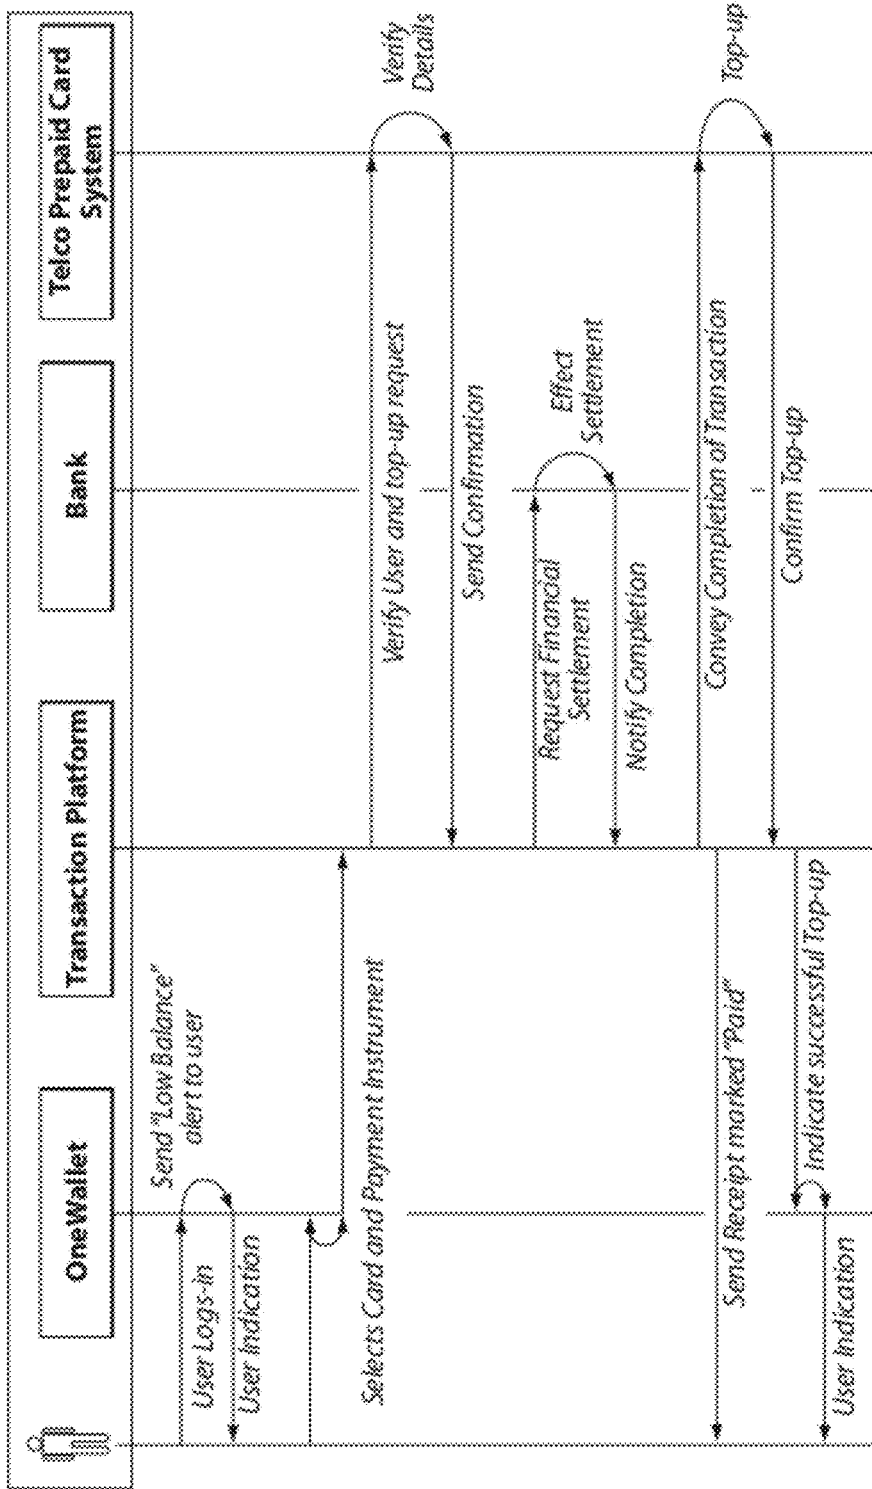 OneWallet
Transaction Platform
Bank
Telco Prepaid Card
System
Send "Low Balance"
alert to user
User Logs-in
User Indication
Selects Card and Payment Instrument
Verify User and top-up request
Verify
Details
Send Confirmation
Request Financial
Settlement
Effect
Settlement
Notify Completion
Convey Completion of Transaction
Top-up
Send Receipt marked "Paid"
Confirm Top-up
Indicate successful Top-up
User Indication